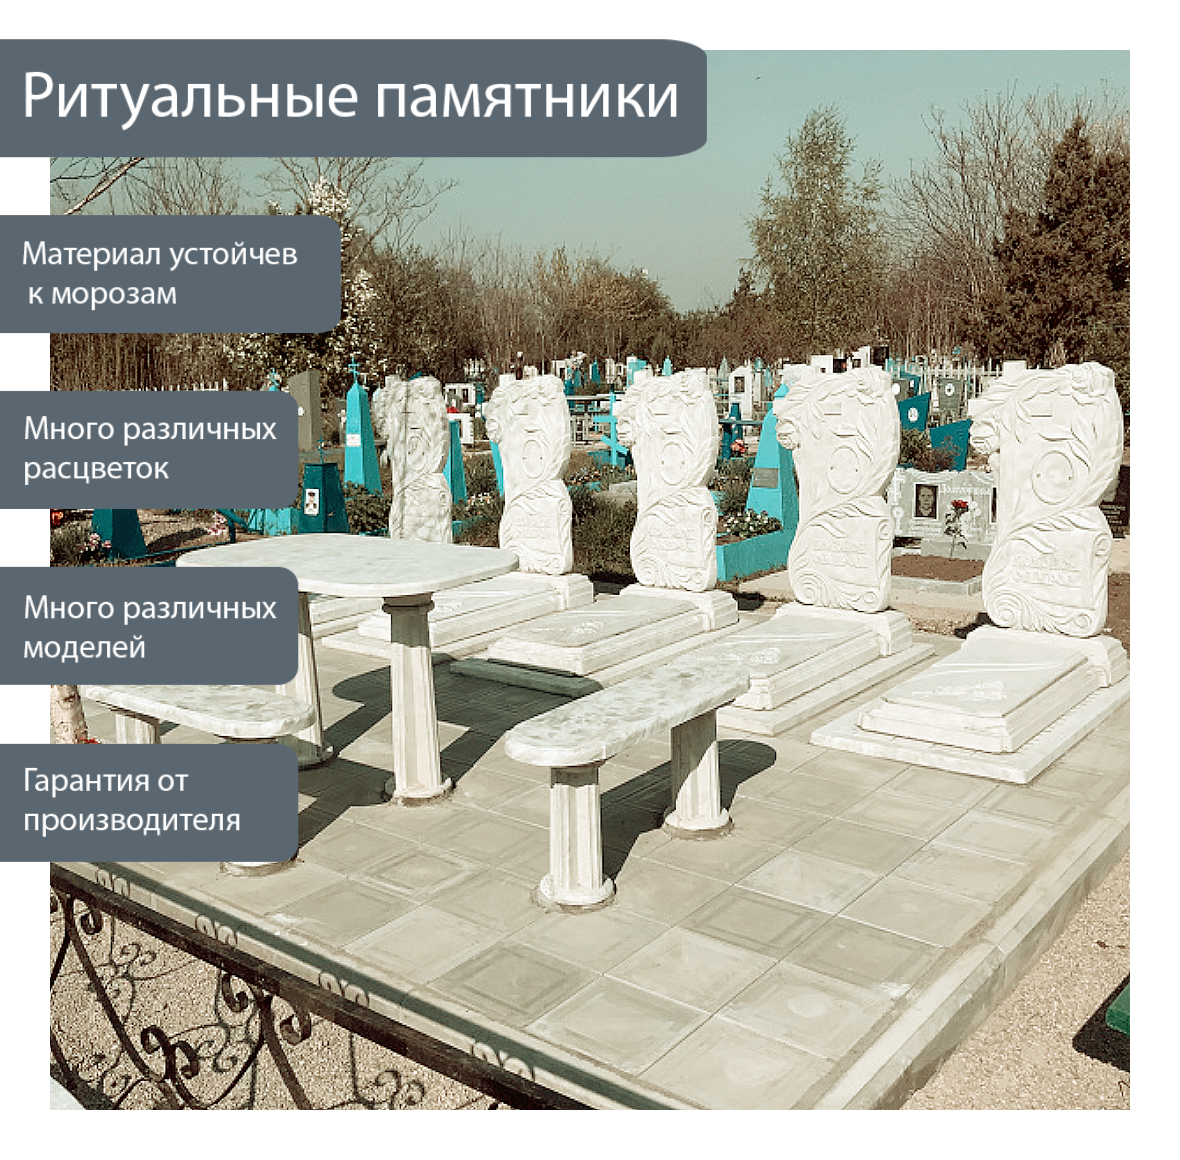 Ритуальные памятники
Материал устойчев
к морозам
Много различных
расцветок
Много различных
моделей
Гарантия от
производителя